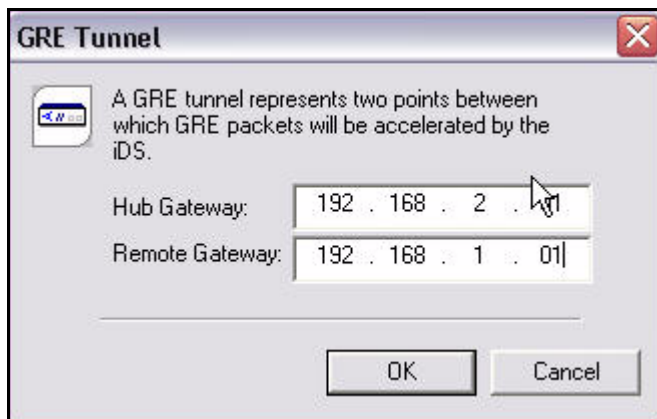 GRE Tunnel
A GRE tunnel represents two points between
which GRE packets will be accelerated by the
iDS.
Hub Gateway: 192 . 168 . 2 .
Remote Gateway: 192 . 168 . 1 . 01
OK Cancel